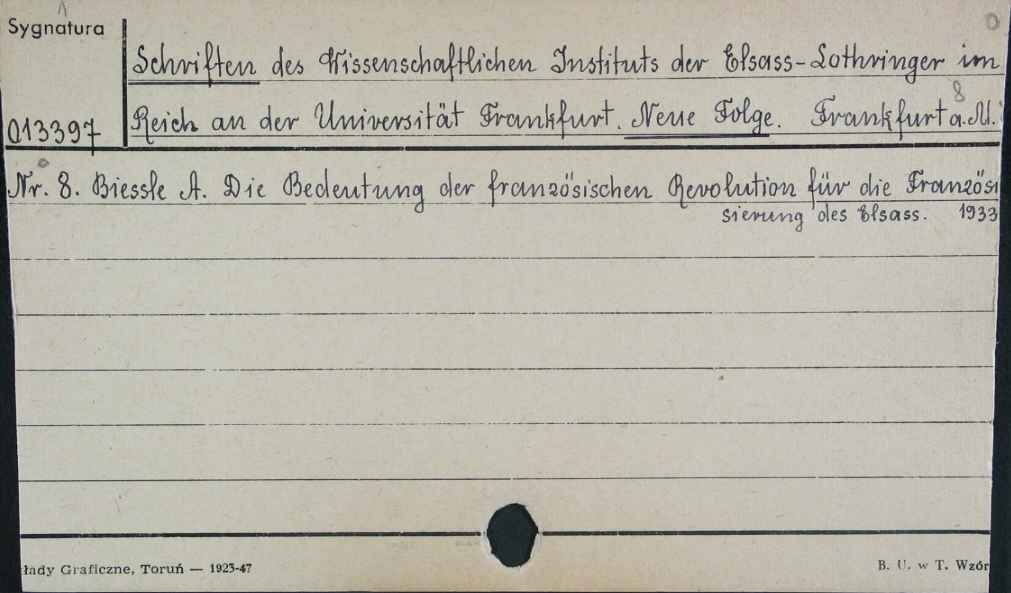 Sygnatura
Schriften des Wissenschaftlichen Instituts der Elsass-Lothringer im
013397 Reich an der Universität Frankfurt. Neue Folge. Frankfurt a.M.
8
Nr. 8. Biessle A. Die Bedeutung der französischen Revolution für die Französi
sierung des Elsass. 1933
łady Graficzne, Toruń — 1923-47
B. U. w T. Wzór